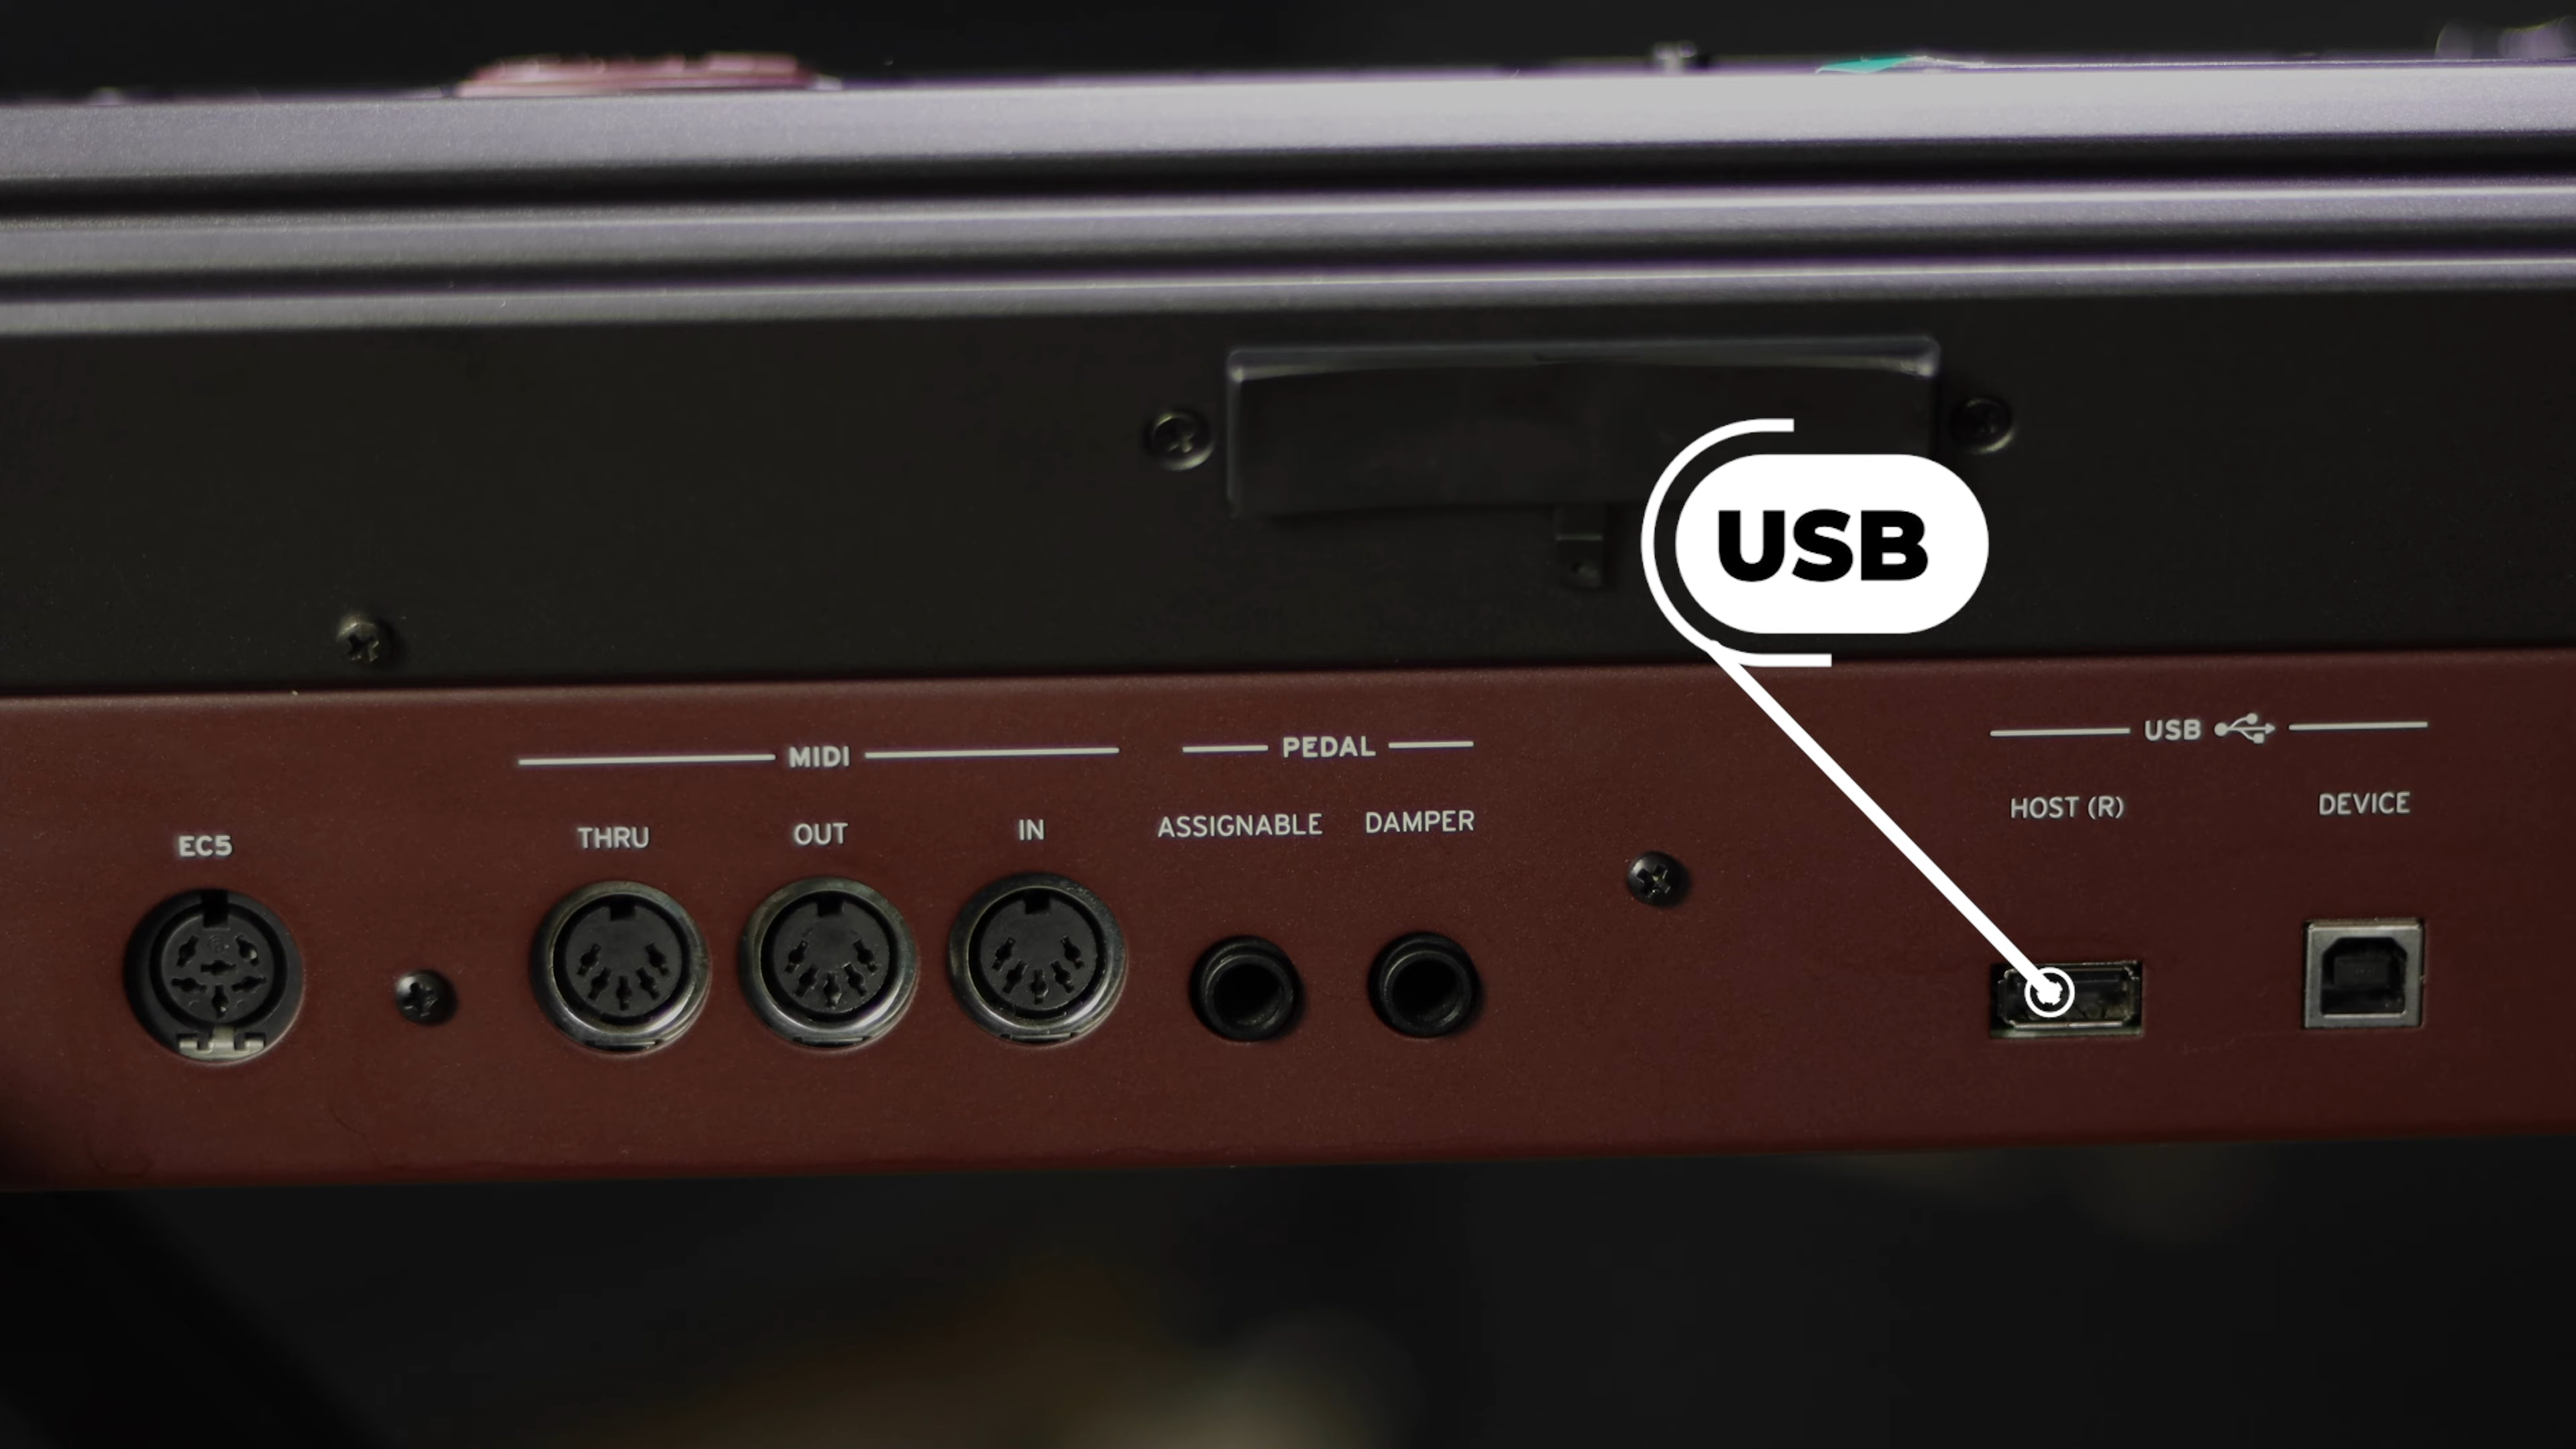 USB
MIDI
PEDAL
USB
EC5
THRU
OUT
IN
ASSIGNABLE
DAMPER
HOST (R)
DEVICE